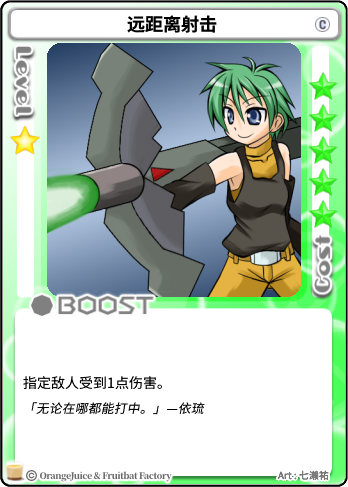 远距离射击
C
Level
Cost
BOOST
指定敌人受到1点伤害。
「无论在哪都能打中。」—依琉
© OrangeJuice & Fruitbat Factory
Art.: 七瀬祐